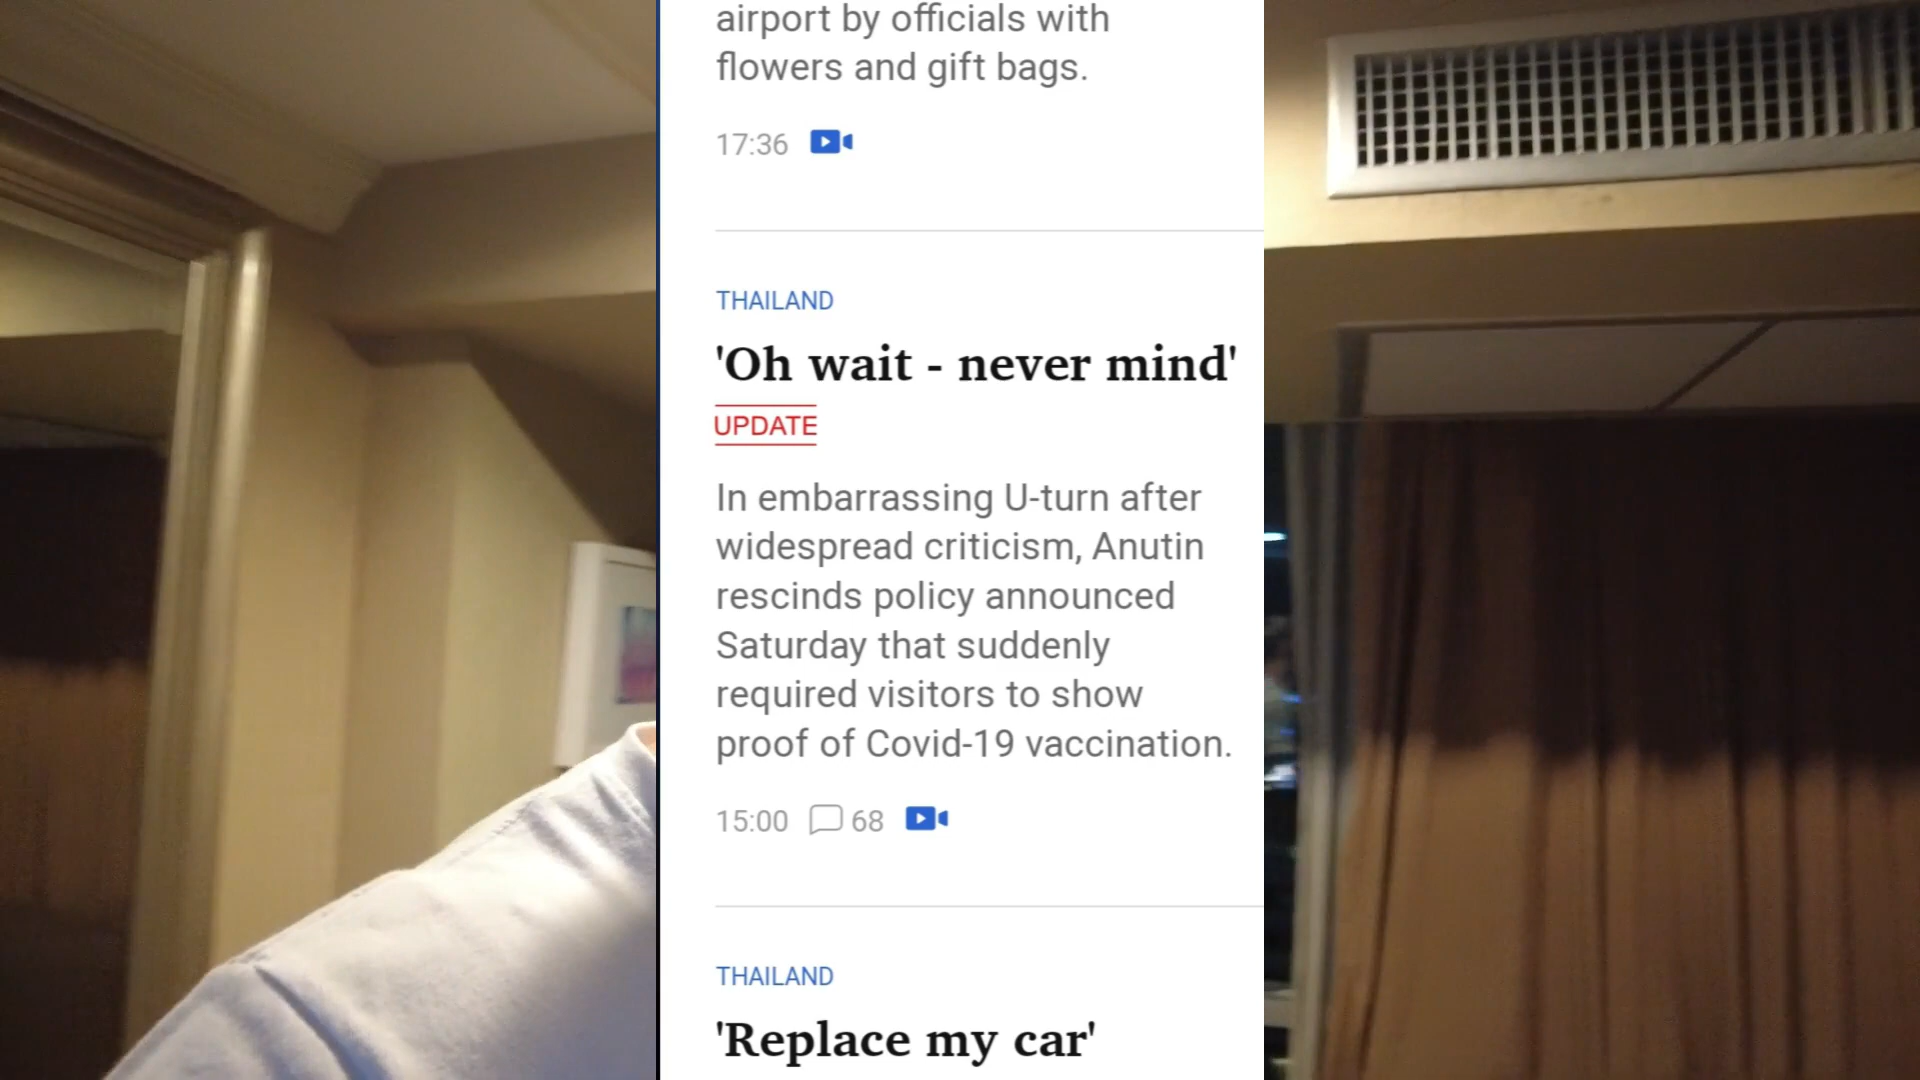 airport by officials with
flowers and gift bags.
17:36
THAILAND
'Oh wait - never mind'
UPDATE
In embarrassing U-turn after
widespread criticism, Anutin
rescinds policy announced
Saturday that suddenly
required visitors to show
proof of Covid-19 vaccination.
15:00 68
THAILAND
'Replace my car'